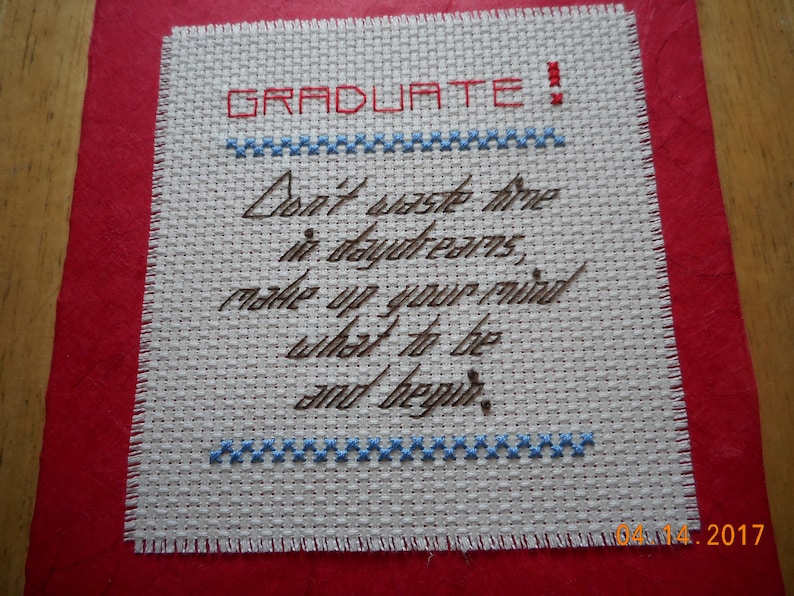 GRADUATE!
Don't waste time
in daydreams,
make up your mind
what to be
and begin.
04.14.2017